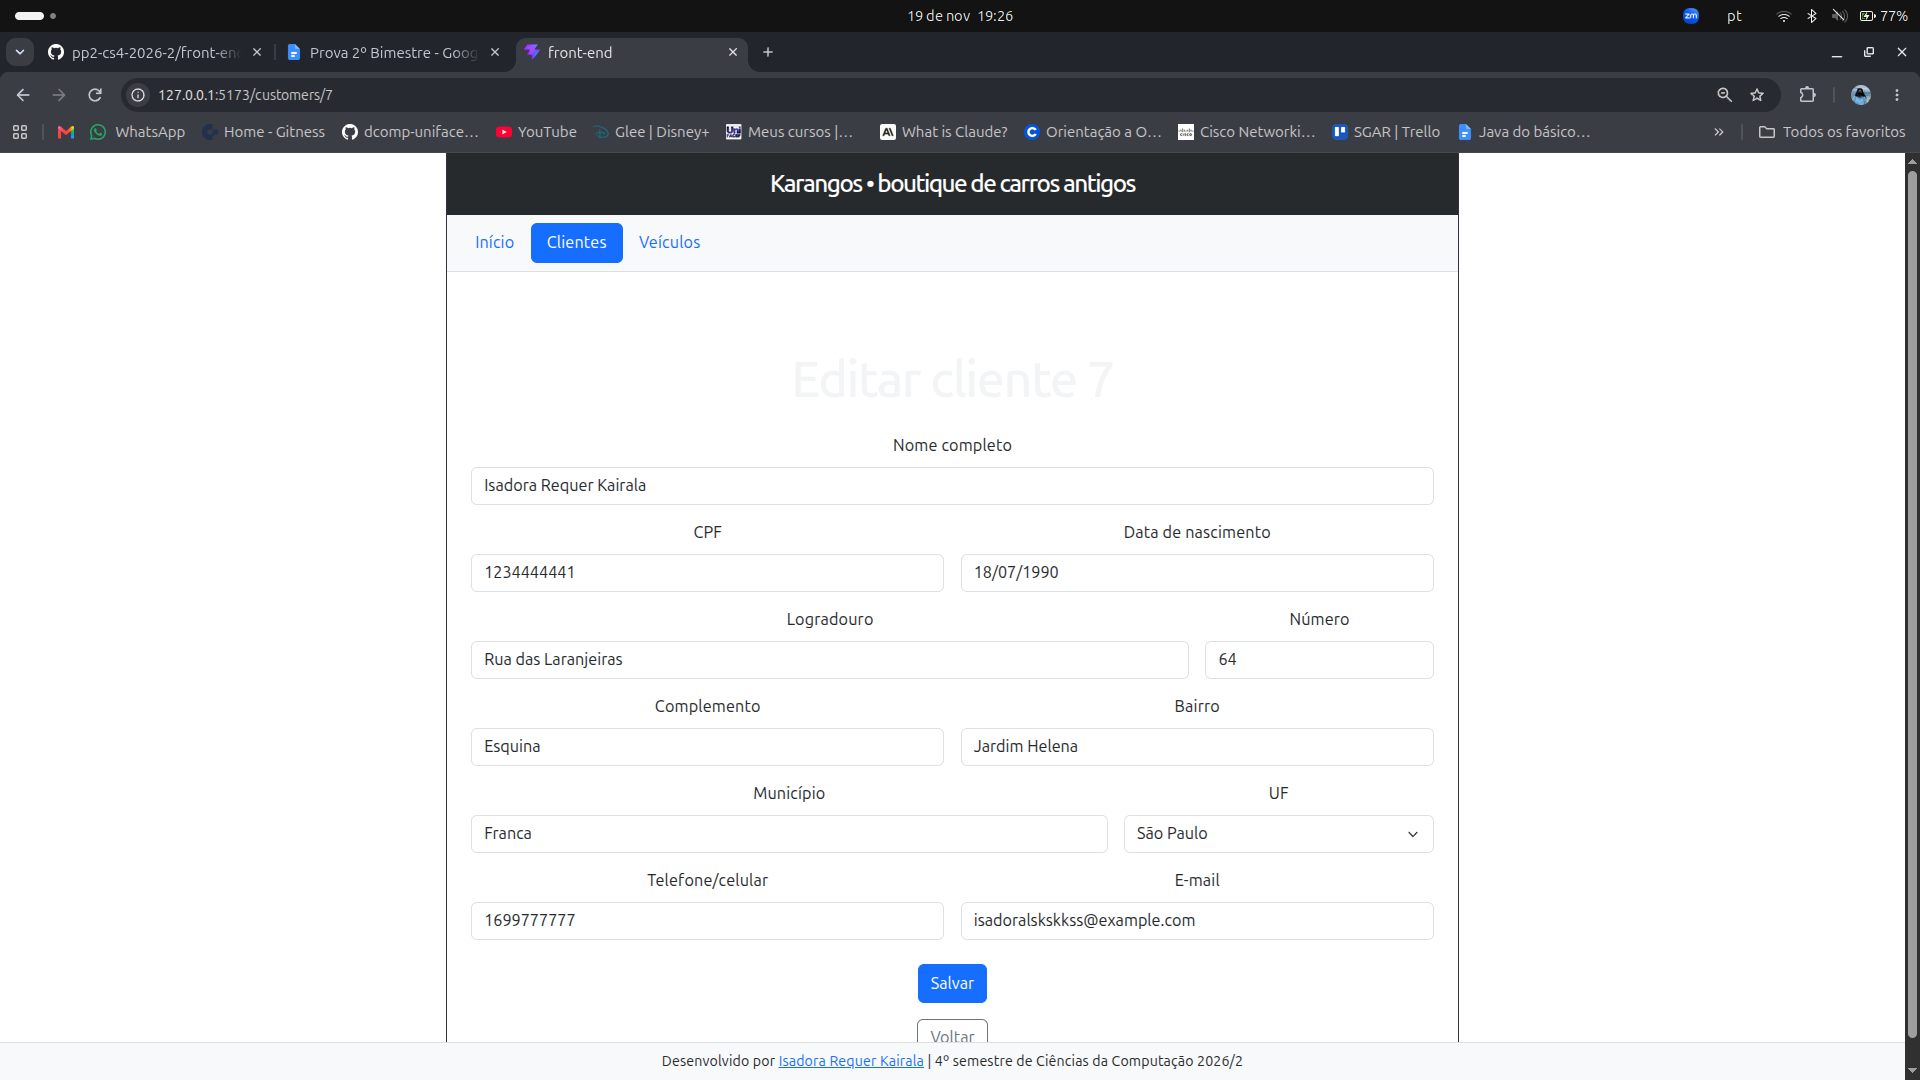 19 de nov 19:26
zm
pt
77%
pp2-cs4-2026-2/front-en
Prova 2º Bimestre - Goog
front-end
127.0.0.1:5173/customers/7
WhatsApp
Home - Gitness
dcomp-uniface...
YouTube
Glee | Disney+
Meus cursos |...
What is Claude?
Orientação a O...
Cisco Networki...
SGAR | Trello
Java do básico...
»
Todos os favoritos
Karangos • boutique de carros antigos
Início
Clientes
Veículos
Editar cliente 7
Nome completo
Isadora Requer Kairala
CPF
Data de nascimento
1234444441
18/07/1990
Logradouro
Número
Rua das Laranjeiras
64
Complemento
Bairro
Esquina
Jardim Helena
Município
UF
Franca
São Paulo
Telefone/celular
E-mail
1699777777
isadoralskskkss@example.com
Salvar
Voltar
Desenvolvido por Isadora Requer Kairala | 4º semestre de Ciências da Computação 2026/2